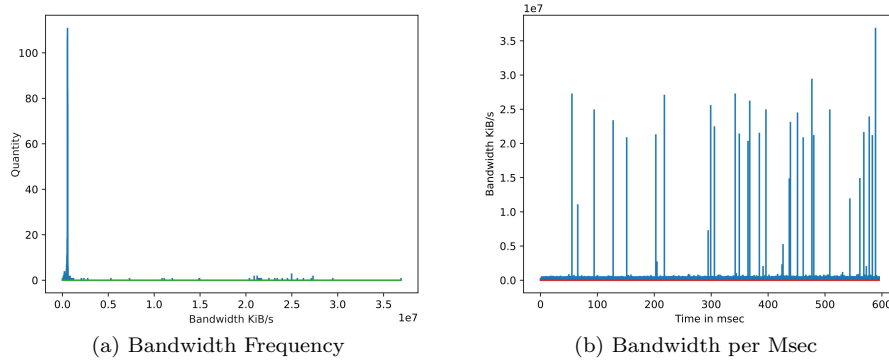 100
80
60
40
20
0
Quantity
0.0 0.5 1.0 1.5 2.0 2.5 3.0 3.5
1e7
Bandwidth KiB/s
(a) Bandwidth Frequency
1e7
3.5
3.0
2.5
2.0
1.5
1.0
0.5
0.0
Bandwidth KiB/s
0 100 200 300 400 500 600
Time in msec
(b) Bandwidth per Msec